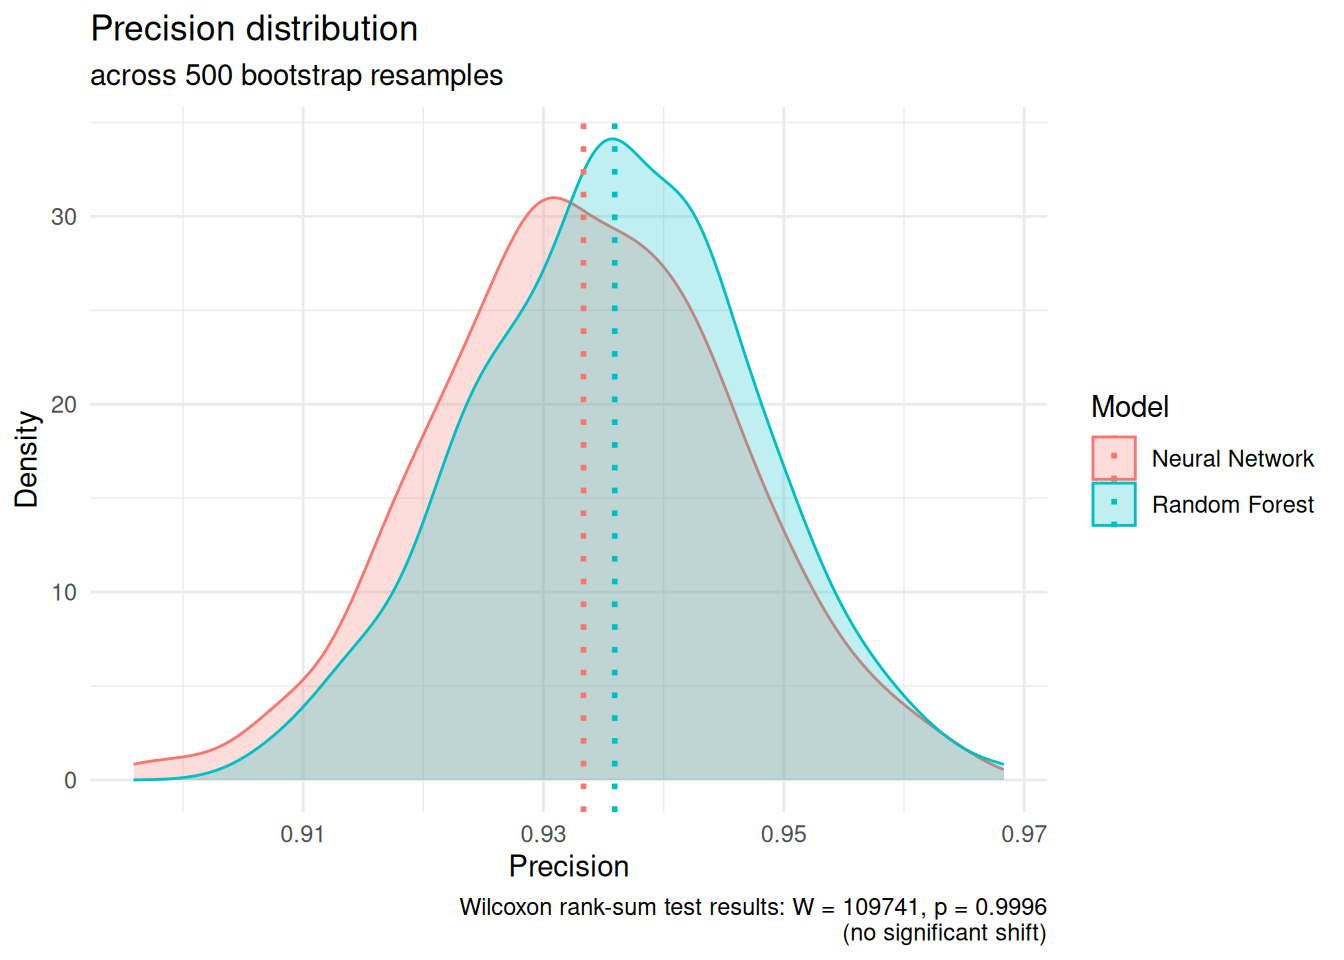 Precision distribution
across 500 bootstrap resamples
Density
30
20
10
0
0.91
0.93
0.95
0.97
Precision
Model
Neural Network
Random Forest
Wilcoxon rank-sum test results: W = 109741, p = 0.9996
(no significant shift)